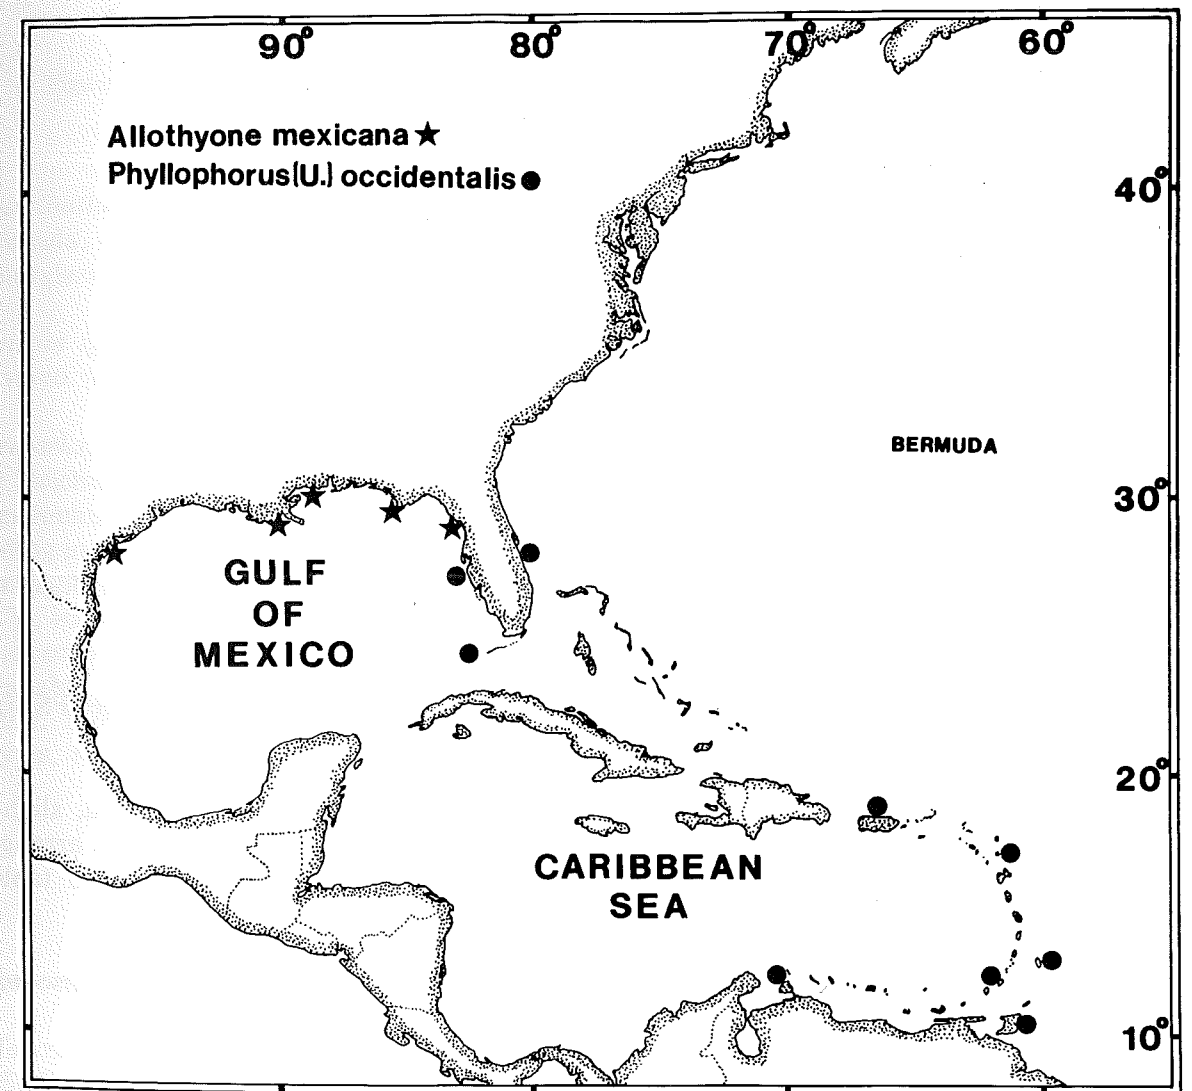 90° 80° 70° 60°
Allothyone mexicana ★
Phyllophorus(U.) occidentalis ●
40°
BERMUDA
30°
GULF
OF
MEXICO
20°
CARIBBEAN
SEA
10°